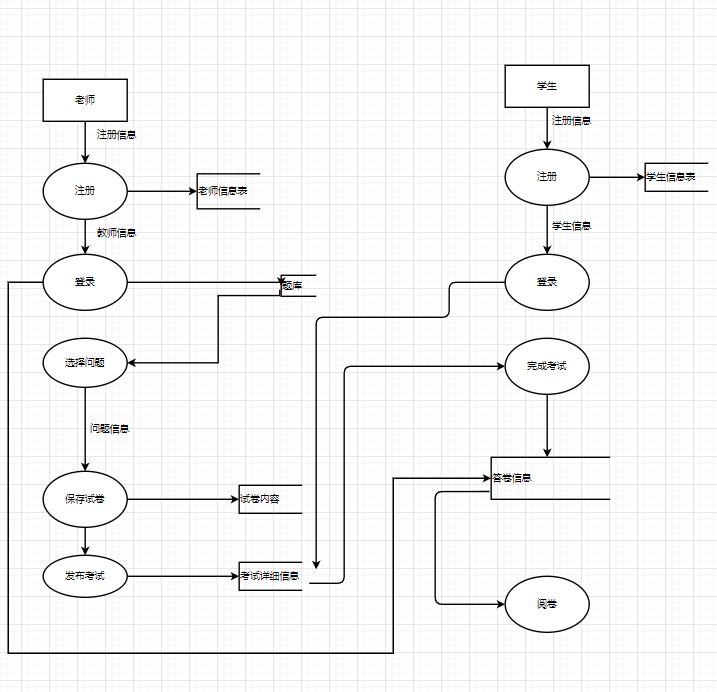 学生
老师
注册信息
注册信息
注册
学生信息表
注册
老师信息表
学生信息
教师信息
登录
题库
登录
选择问题
完成考试
问题信息
答卷信息
保存试卷
试卷内容
发布考试
考试详细信息
阅卷